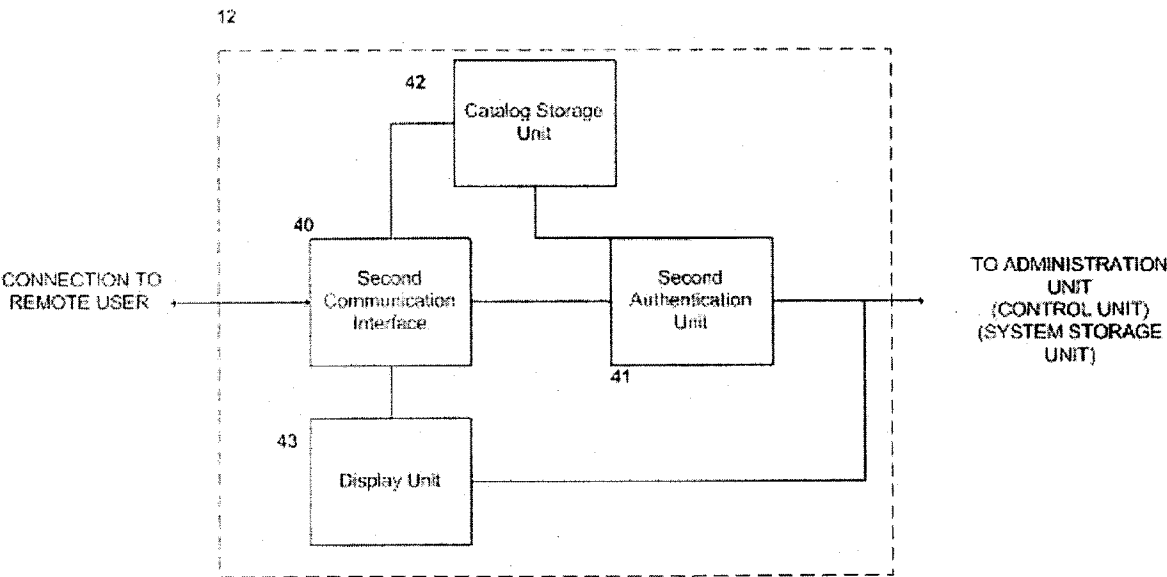 12
42
Catalog Storage
Unit
40
Second
Communication
Interface
CONNECTION TO
REMOTE USER
Second
Authentication
Unit
41
TO ADMINISTRATION
UNIT
(CONTROL UNIT)
(SYSTEM STORAGE
UNIT)
43
Display Unit